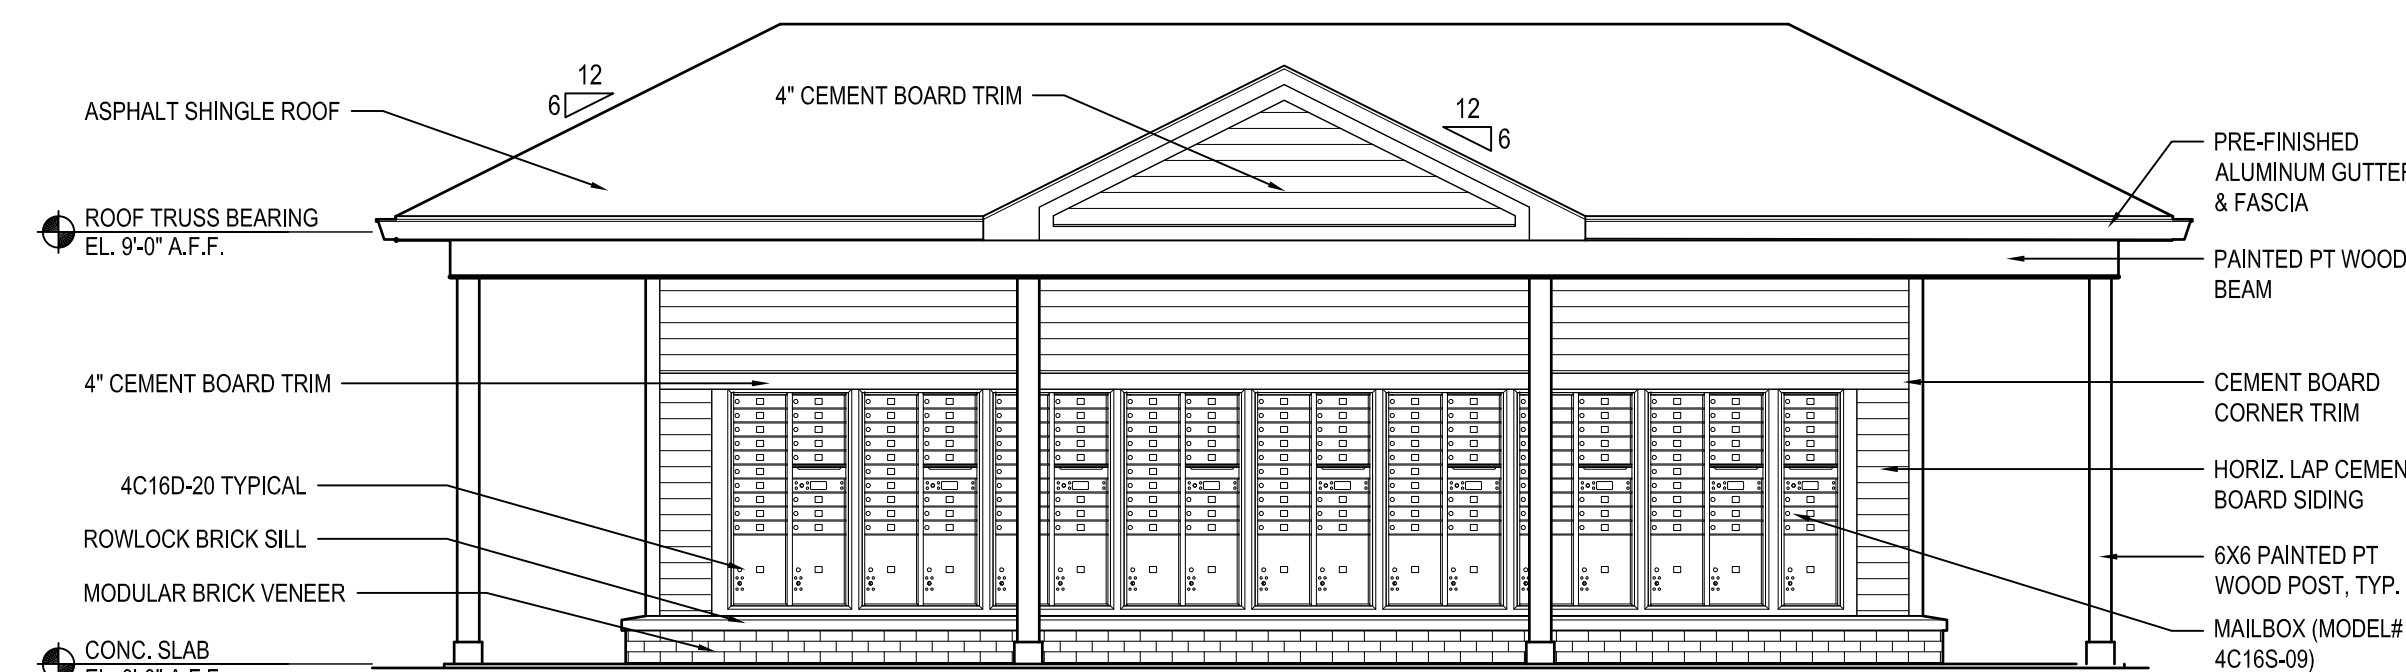 ASPHALT SHINGLE ROOF
12
6
4" CEMENT BOARD TRIM
12
6
ROOF TRUSS BEARING
EL. 9'-0" A.F.F.
4" CEMENT BOARD TRIM
4C16D-20 TYPICAL
ROWLOCK BRICK SILL
MODULAR BRICK VENEER
CONC. SLAB
PRE-FINISHED
ALUMINUM GUTTER
& FASCIA
PAINTED PT WOOD
BEAM
CEMENT BOARD
CORNER TRIM
HORIZ. LAP CEMEN
BOARD SIDING
6X6 PAINTED PT
WOOD POST, TYP.
MAILBOX (MODEL#
4C16S-09)